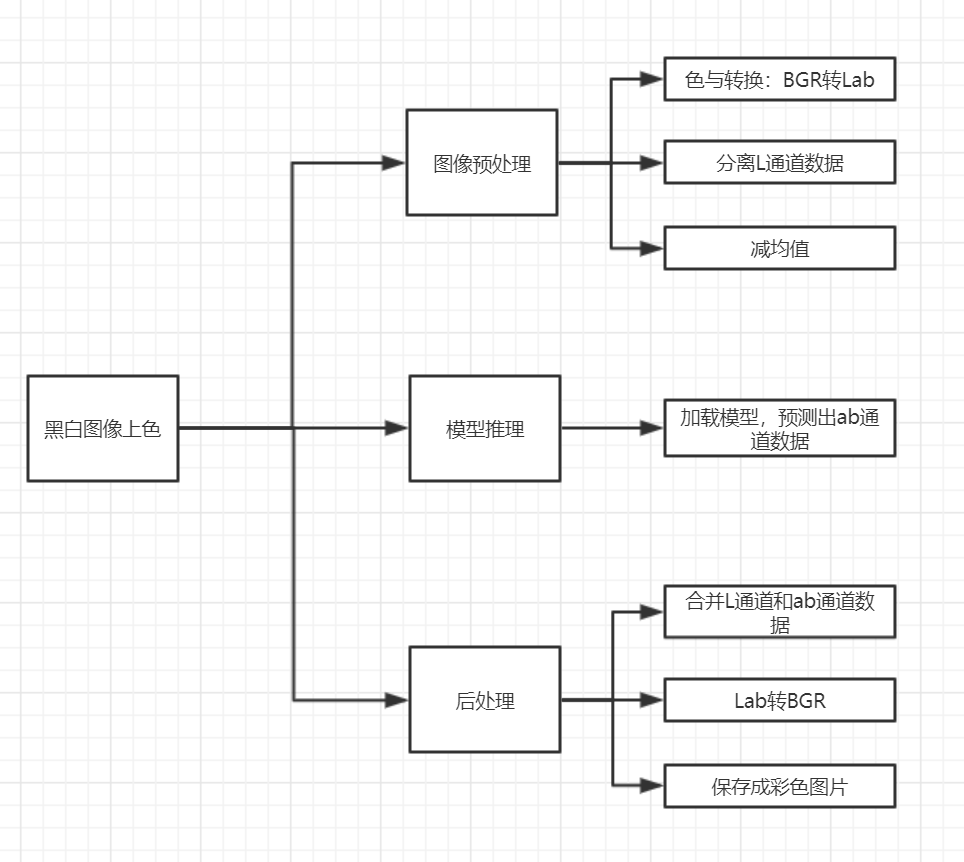 色与转换：BGR转Lab
图像预处理
分离L通道数据
减均值
黑白图像上色
模型推理
加载模型，预测出ab通
道数据
合并L通道和ab通道数
据
后处理
Lab转BGR
保存成彩色图片